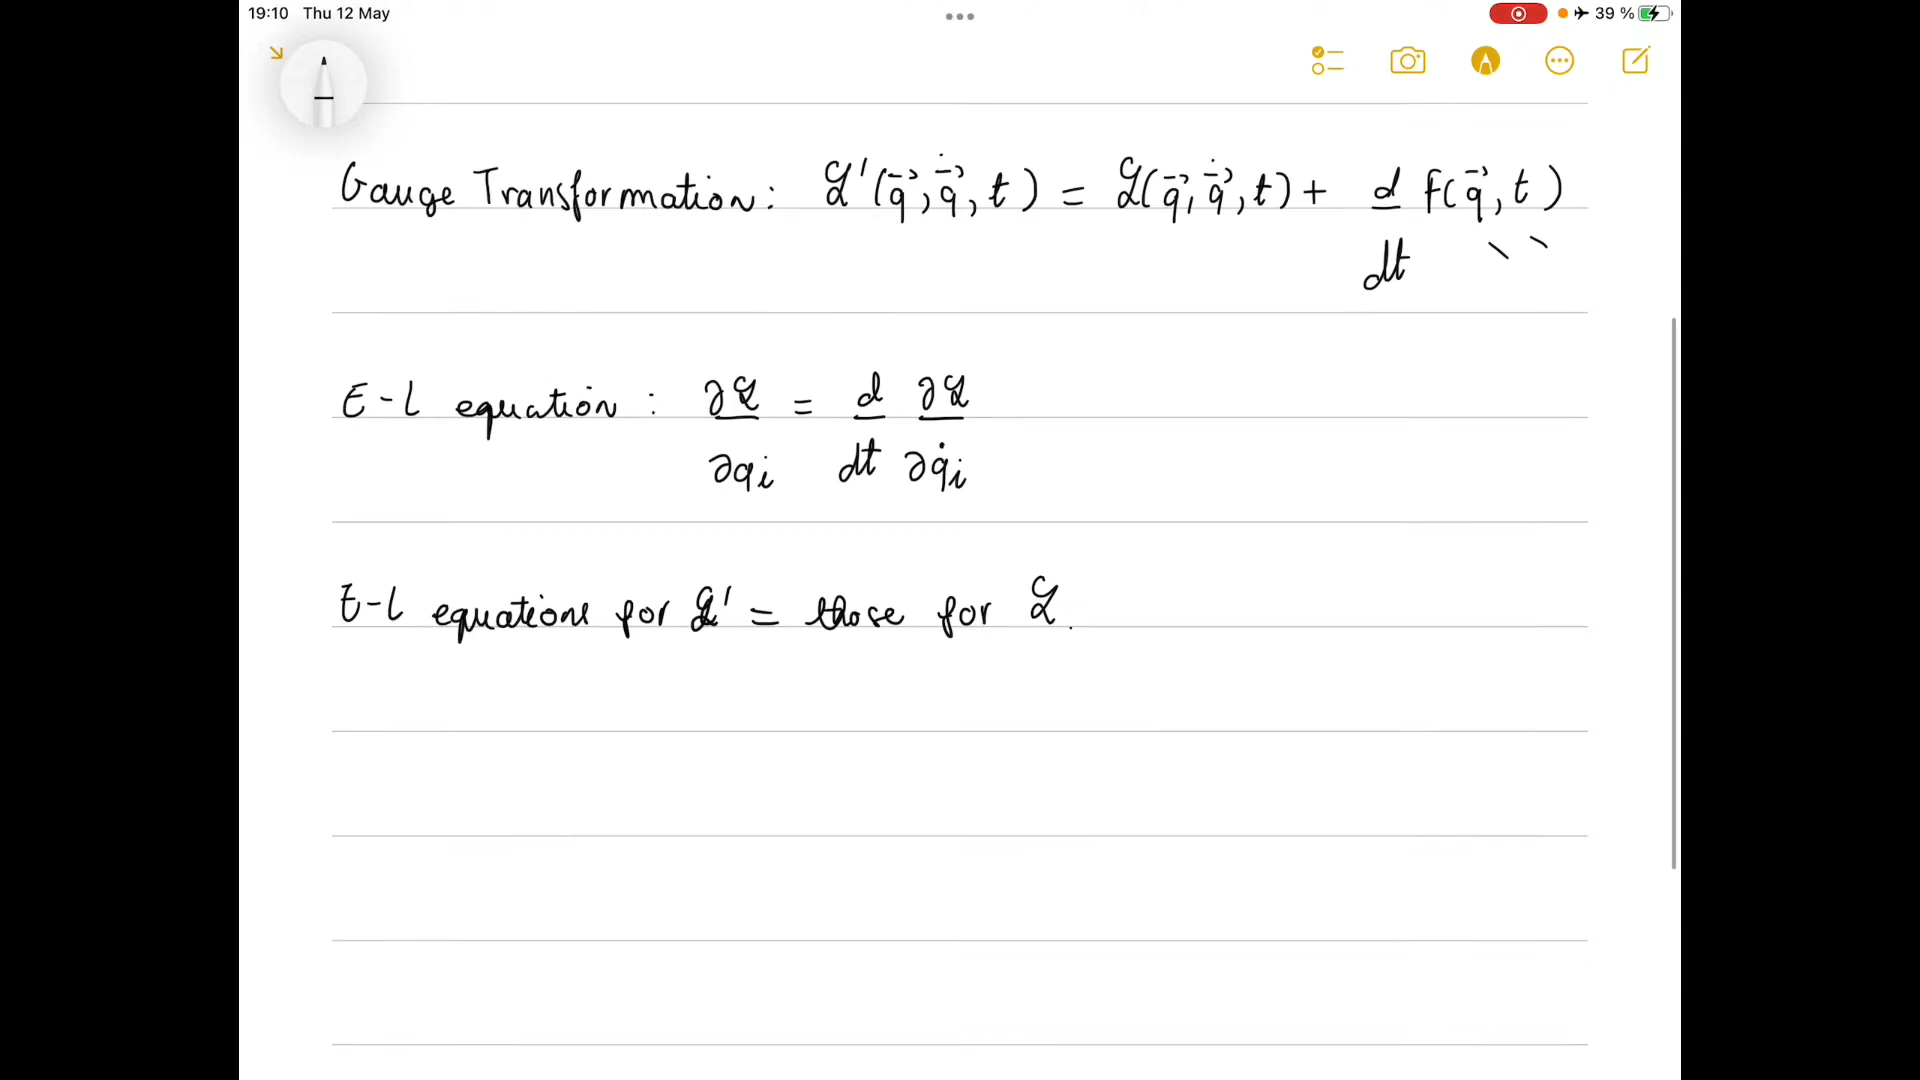 19:10 Thu 12 May 39 %
Gauge Transformation: ℒ'(q⃗, q̇⃗, t) = ℒ(q⃗, q̇⃗, t) + d/dt f(q⃗, t)
E-L equation : ∂ℒ/∂qᵢ = d/dt ∂ℒ/∂q̇ᵢ
E-L equations for ℒ' = those for ℒ.